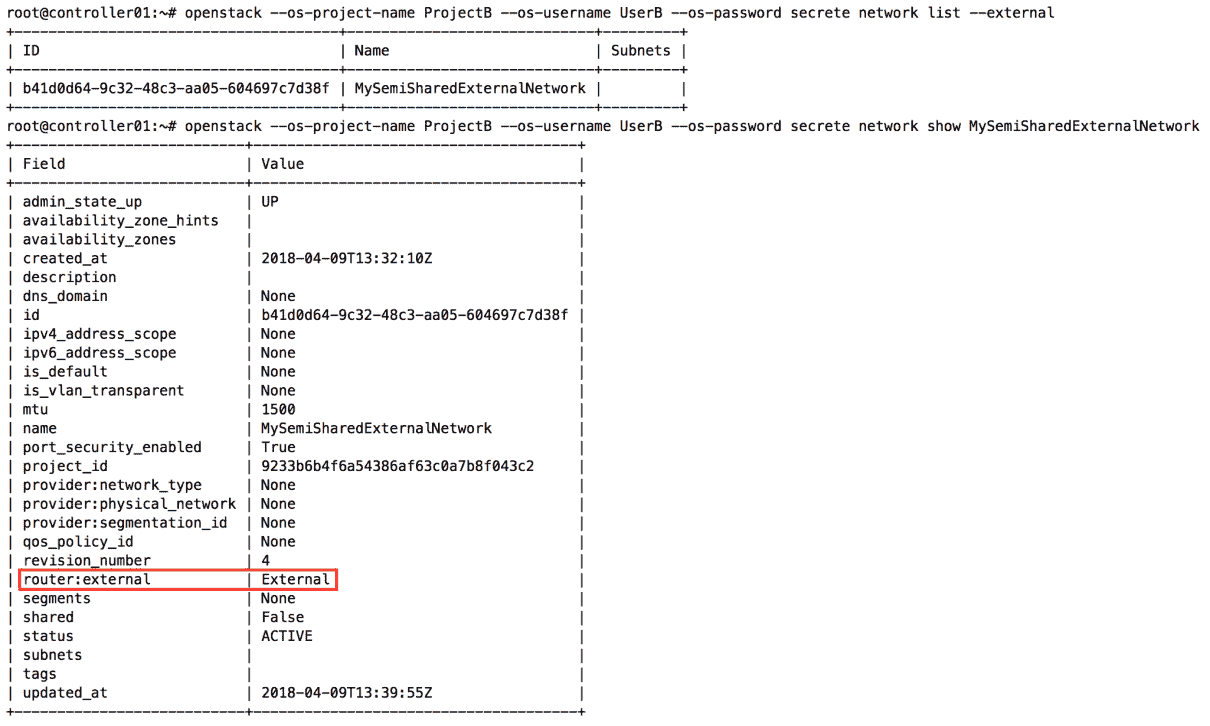 root@controller01:~# openstack --os-project-name ProjectB --os-username UserB --os-password secrete network list --external
+--------------------------------------+-----------------------------+---------+
| ID | Name | Subnets |
+--------------------------------------+-----------------------------+---------+
| b41d0d64-9c32-48c3-aa05-604697c7d38f | MySemiSharedExternalNetwork | |
+--------------------------------------+-----------------------------+---------+
root@controller01:~# openstack --os-project-name ProjectB --os-username UserB --os-password secrete network show MySemiSharedExternalNetwork
+---------------------------+--------------------------------------+
| Field | Value |
+---------------------------+--------------------------------------+
| admin_state_up | UP |
| availability_zone_hints | |
| availability_zones | |
| created_at | 2018-04-09T13:32:10Z |
| description | |
| dns_domain | None |
| id | b41d0d64-9c32-48c3-aa05-604697c7d38f |
| ipv4_address_scope | None |
| ipv6_address_scope | None |
| is_default | None |
| is_vlan_transparent | None |
| mtu | 1500 |
| name | MySemiSharedExternalNetwork |
| port_security_enabled | True |
| project_id | 9233b6b4f6a54386af63c0a7b8f043c2 |
| provider:network_type | None |
| provider:physical_network | None |
| provider:segmentation_id | None |
| qos_policy_id | None |
| revision_number | 4 |
| router:external | External |
| segments | None |
| shared | False |
| status | ACTIVE |
| subnets | |
| tags | |
| updated_at | 2018-04-09T13:39:55Z |
+---------------------------+--------------------------------------+